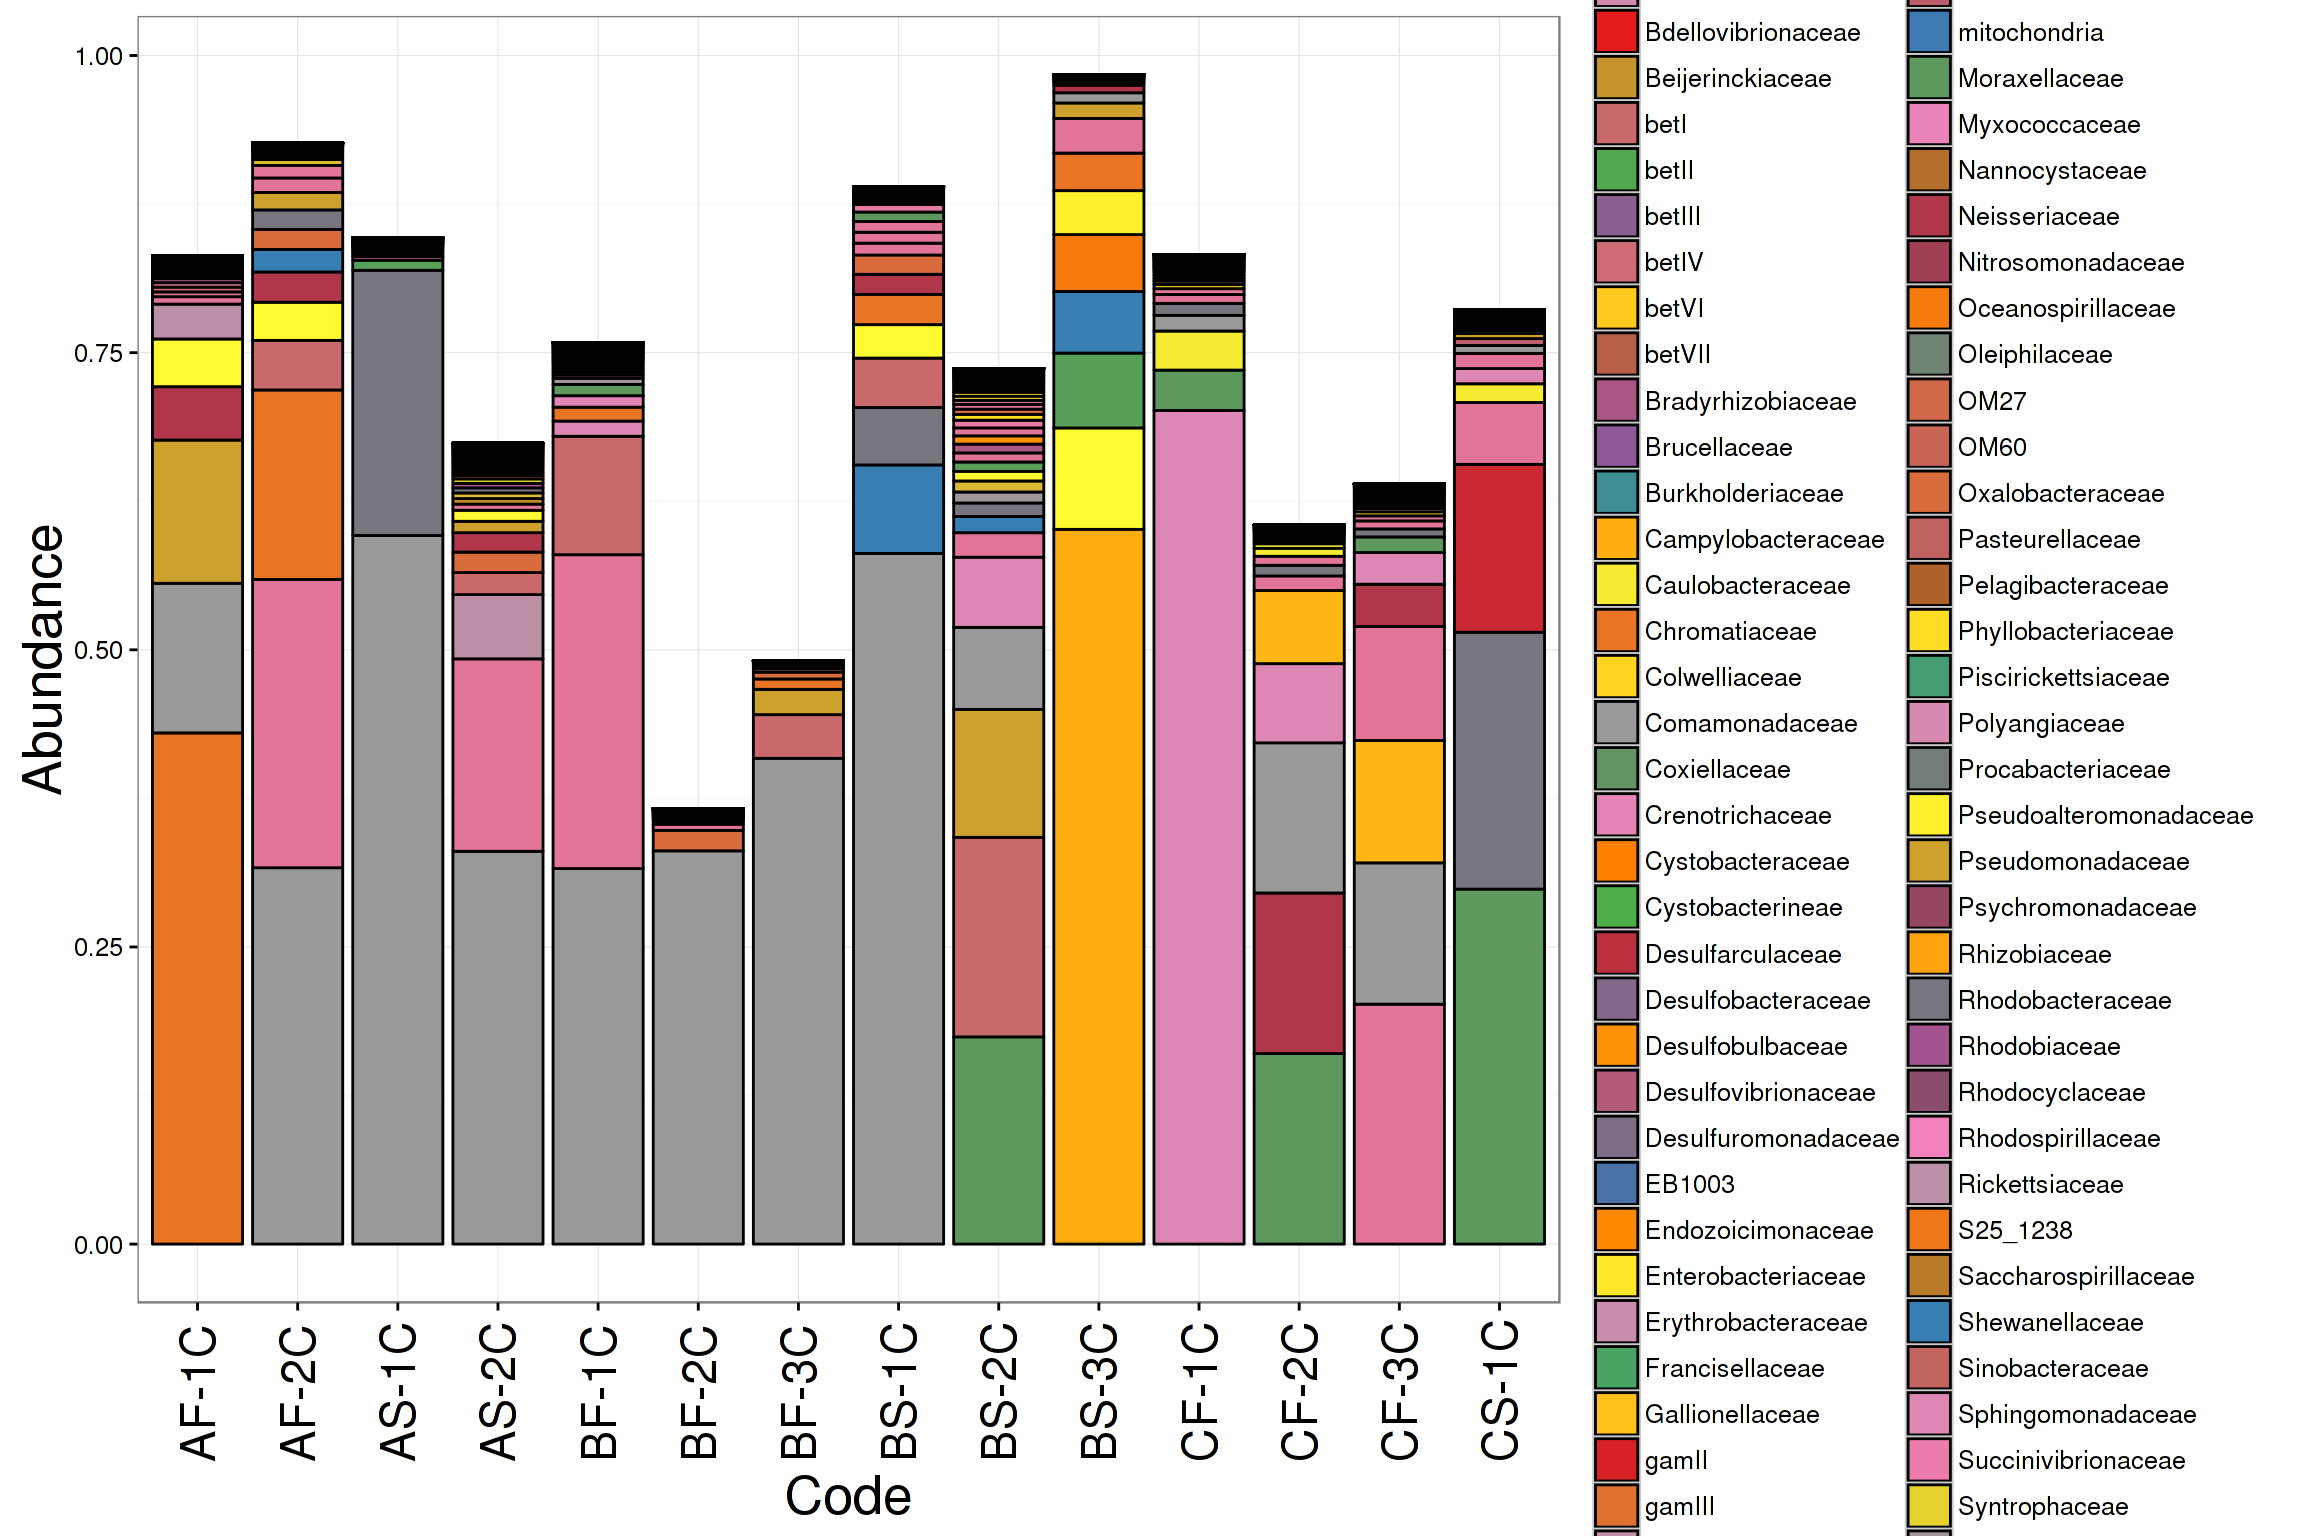 1.00
0.75
0.50
0.25
0.00
Abundance
AF-1C
AF-2C
AS-1C
AS-2C
BF-1C
BF-2C
BF-3C
BS-1C
BS-2C
BS-3C
CF-1C
CF-2C
CF-3C
CS-1C
Code
Bdellovibrionaceae
Beijerinckiaceae
betI
betII
betIII
betIV
betVI
betVII
Bradyrhizobiaceae
Brucellaceae
Burkholderiaceae
Campylobacteraceae
Caulobacteraceae
Chromatiaceae
Colwelliaceae
Comamonadaceae
Coxiellaceae
Crenotrichaceae
Cystobacteraceae
Cystobacterineae
Desulfarculaceae
Desulfobacteraceae
Desulfobulbaceae
Desulfovibrionaceae
Desulfuromonadaceae
EB1003
Endozoicimonaceae
Enterobacteriaceae
Erythrobacteraceae
Francisellaceae
Gallionellaceae
gamII
gamIII
mitochondria
Moraxellaceae
Myxococcaceae
Nannocystaceae
Neisseriaceae
Nitrosomonadaceae
Oceanospirillaceae
Oleiphilaceae
OM27
OM60
Oxalobacteraceae
Pasteurellaceae
Pelagibacteraceae
Phyllobacteriaceae
Piscirickettsiaceae
Polyangiaceae
Procabacteriaceae
Pseudoalteromonadaceae
Pseudomonadaceae
Psychromonadaceae
Rhizobiaceae
Rhodobacteraceae
Rhodobiaceae
Rhodocyclaceae
Rhodospirillaceae
Rickettsiaceae
S25_1238
Saccharospirillaceae
Shewanellaceae
Sinobacteraceae
Sphingomonadaceae
Succinivibrionaceae
Syntrophaceae